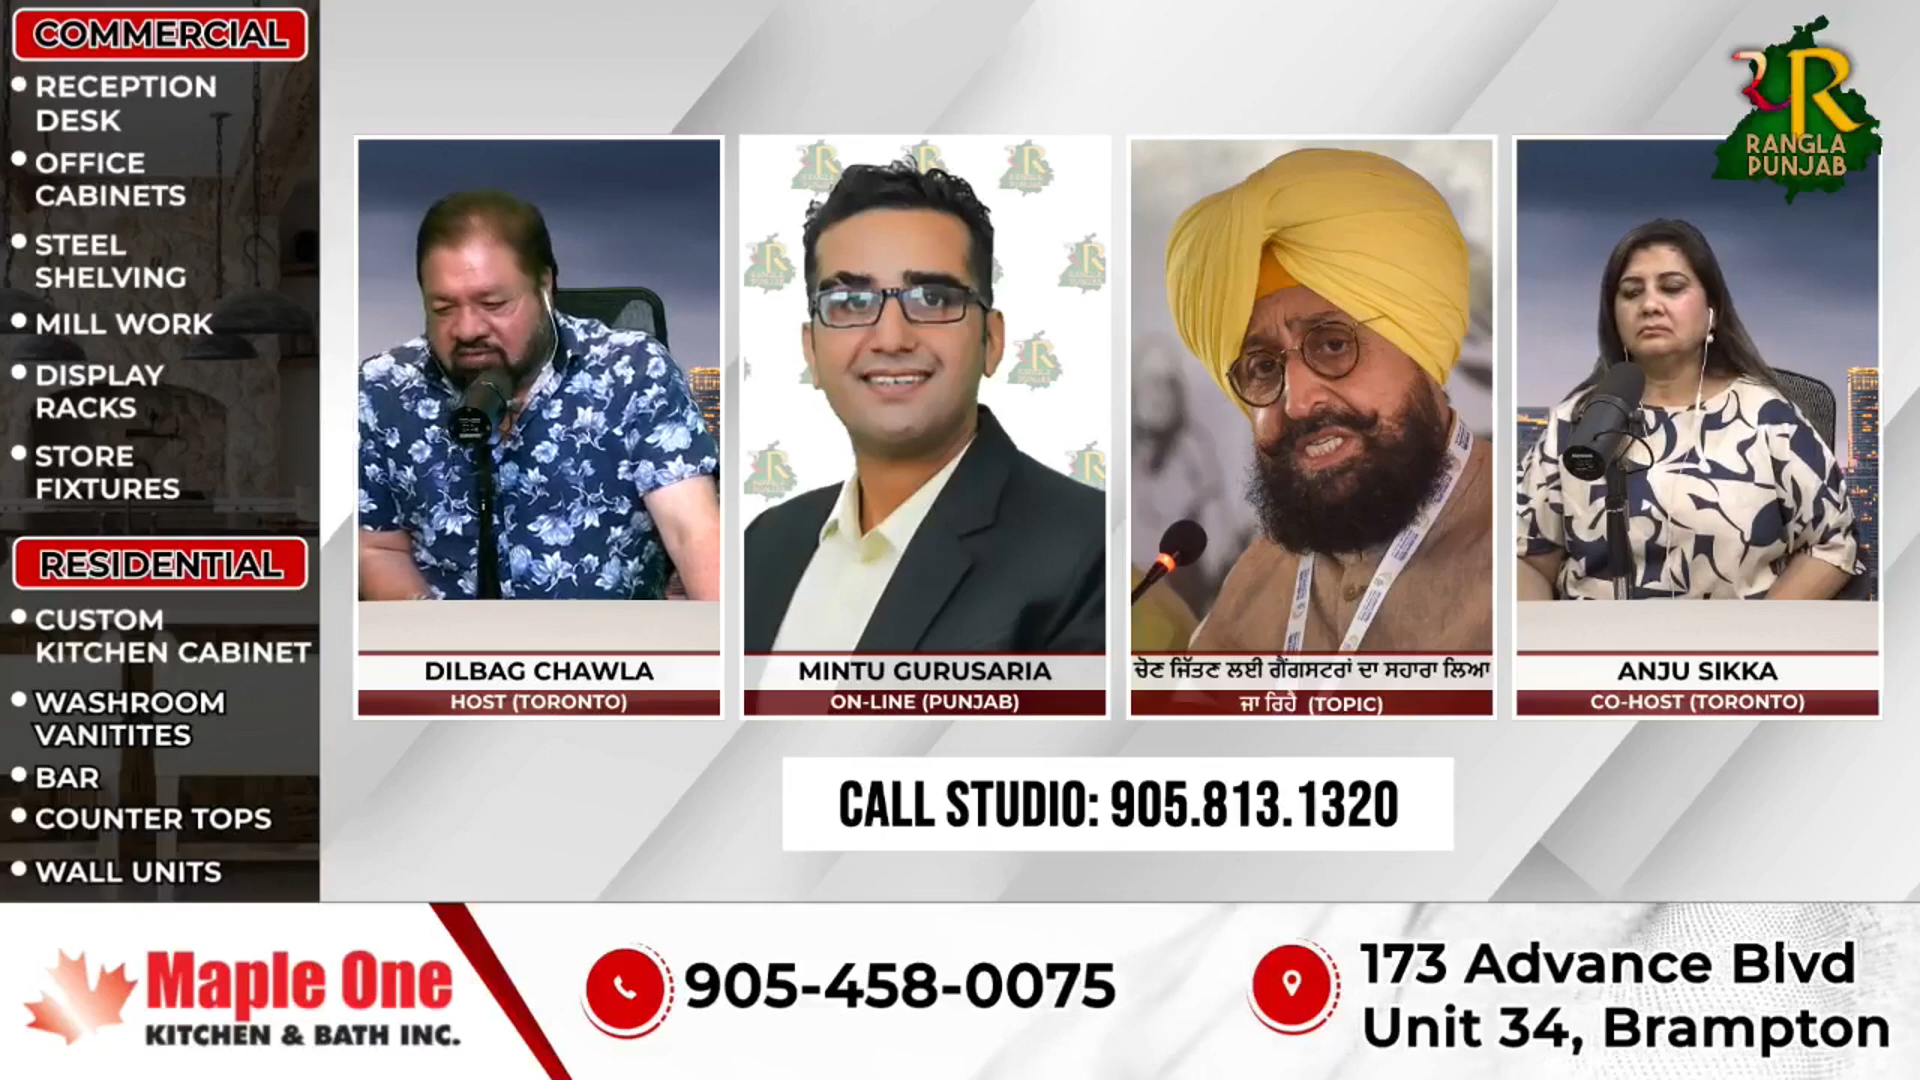 COMMERCIAL
RECEPTION
DESK
OFFICE
CABINETS
STEEL
SHELVING
MILL WORK
DISPLAY
RACKS
STORE
FIXTURES
RESIDENTIAL
CUSTOM
KITCHEN CABINET
WASHROOM
VANITITES
BAR
COUNTER TOPS
WALL UNITS
RANGLA
PUNJAB
DILBAG CHAWLA
HOST (TORONTO)
MINTU GURUSARIA
ON-LINE (PUNJAB)
ਚੋਣ ਜਿੱਤਣ ਲਈ ਗੈਂਗਸਟਰਾਂ ਦਾ ਸਹਾਰਾ ਲਿਆ
ਜਾ ਰਿਹੈ (TOPIC)
ANJU SIKKA
CO-HOST (TORONTO)
CALL STUDIO: 905.813.1320
Maple One
KITCHEN & BATH INC.
905-458-0075
173 Advance Blvd
Unit 34, Brampton